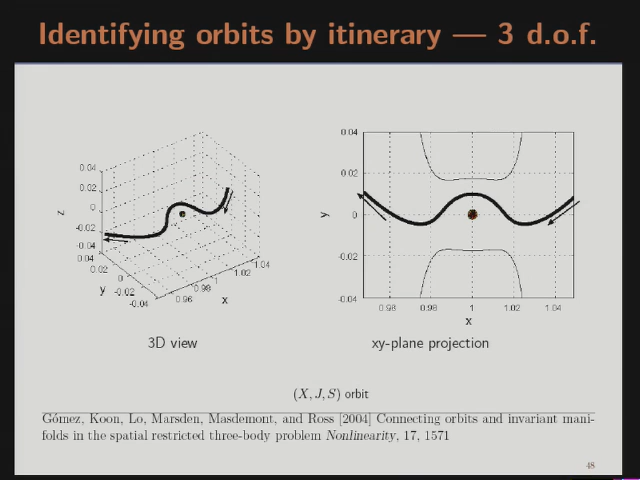 Identifying orbits by itinerary — 3 d.o.f.
0.04
0.02
0
-0.02
-0.04
z
0.04
0.02
0
-0.02
-0.04
y
0.96
0.98
1
1.02
1.04
x
0.04
0.02
0
-0.02
-0.04
y
0.98
0.98
1
1.02
1.04
x
3D view
xy-plane projection
(X, J, S) orbit
Gómez, Koon, Lo, Marsden, Masdemont, and Ross [2004] Connecting orbits and invariant mani-
folds in the spatial restricted three-body problem Nonlinearity, 17, 1571
48